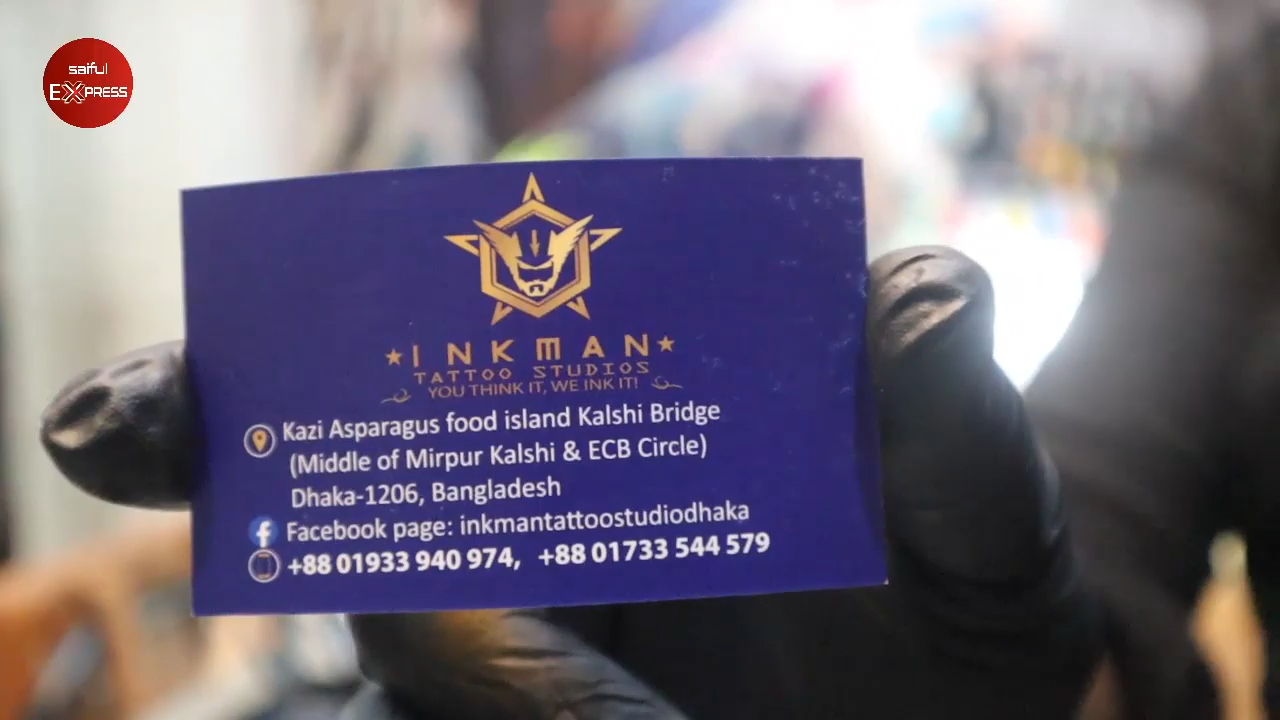 saiful
EXPRESS
INKMAN
TATTOO STUDIOS
YOU THINK IT, WE INK IT!
Kazi Asparagus food island Kalshi Bridge
(Middle of Mirpur Kalshi & ECB Circle)
Dhaka-1206, Bangladesh
Facebook page: inkmantattoostudiodhaka
+88 01933 940 974, +88 01733 544 579